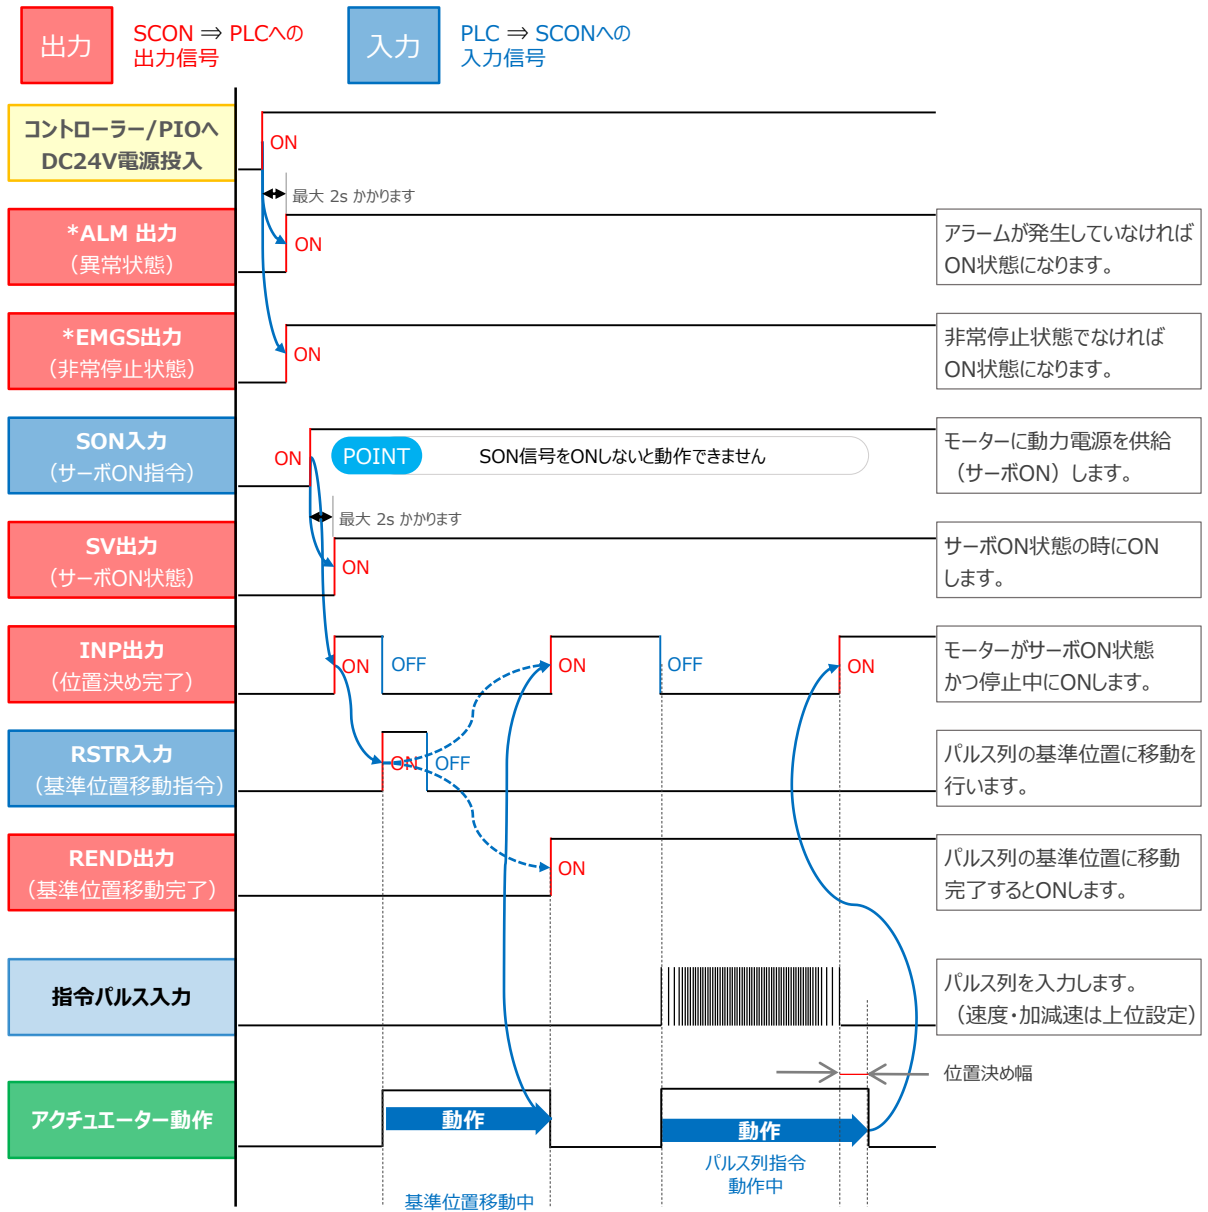 出力
SCON ⇒ PLCへの
出力信号
入力
PLC ⇒ SCONへの
入力信号
コントローラー/PIOへ
DC24V電源投入
ON
最大 2s かかります
*ALM 出力
（異常状態）
ON
アラームが発生していなければ
ON状態になります。
*EMGS出力
（非常停止状態）
ON
非常停止状態でなければ
ON状態になります。
SON入力
（サーボON指令）
ON
POINT
SON信号をONしないと動作できません
モーターに動力電源を供給
（サーボON）します。
最大 2s かかります
SV出力
（サーボON状態）
ON
サーボON状態の時にON
します。
INP出力
（位置決め完了）
ON
OFF
ON
OFF
ON
モーターがサーボON状態
かつ停止中にONします。
RSTR入力
（基準位置移動指令）
ON
OFF
パルス列の基準位置に移動を
行います。
REND出力
（基準位置移動完了）
ON
パルス列の基準位置に移動
完了するとONします。
指令パルス入力
パルス列を入力します。
（速度・加減速は上位設定）
位置決め幅
アクチュエーター動作
動作
動作
パルス列指令
動作中
基準位置移動中